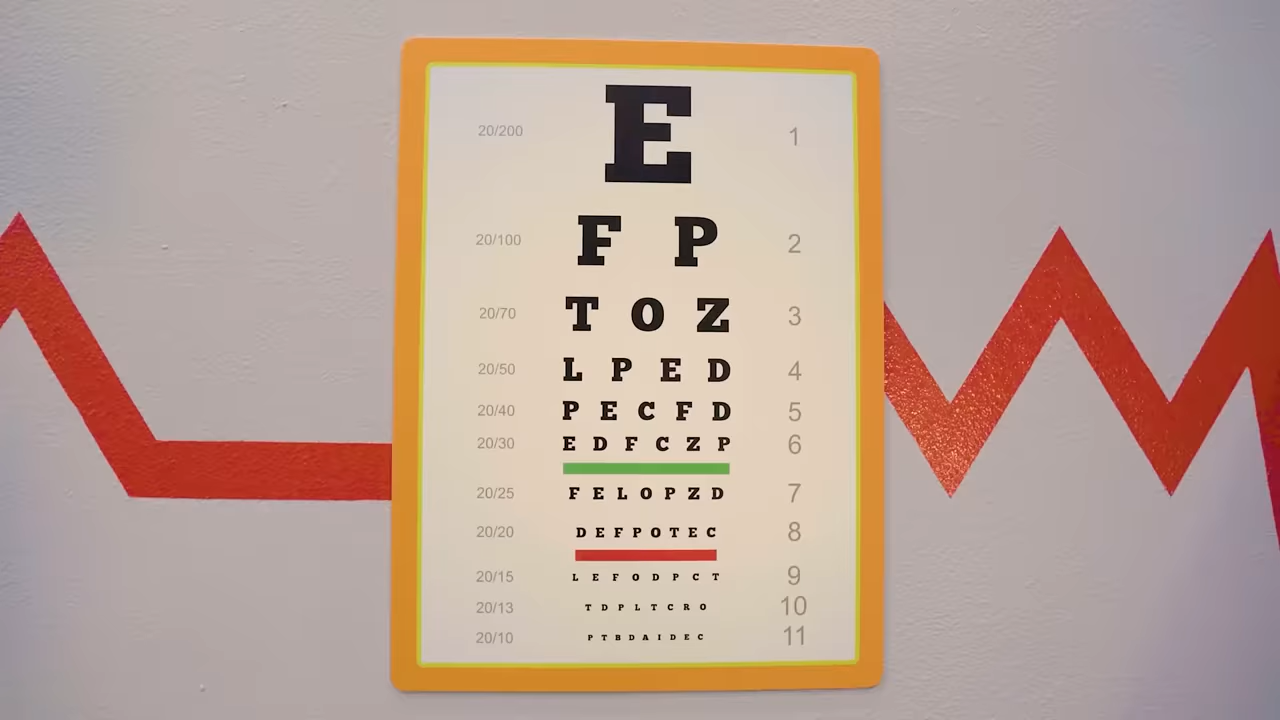 20/200 E 1
20/100 F P 2
20/70 T O Z 3
20/50 L P E D 4
20/40 P E C F D 5
20/30 E D F C Z P 6
20/25 F E L O P Z D 7
20/20 D E F P O T E C 8
20/15 L E F O D P C T 9
20/13 T D P L T C R O 10
20/10 P T B D A I D E C 11